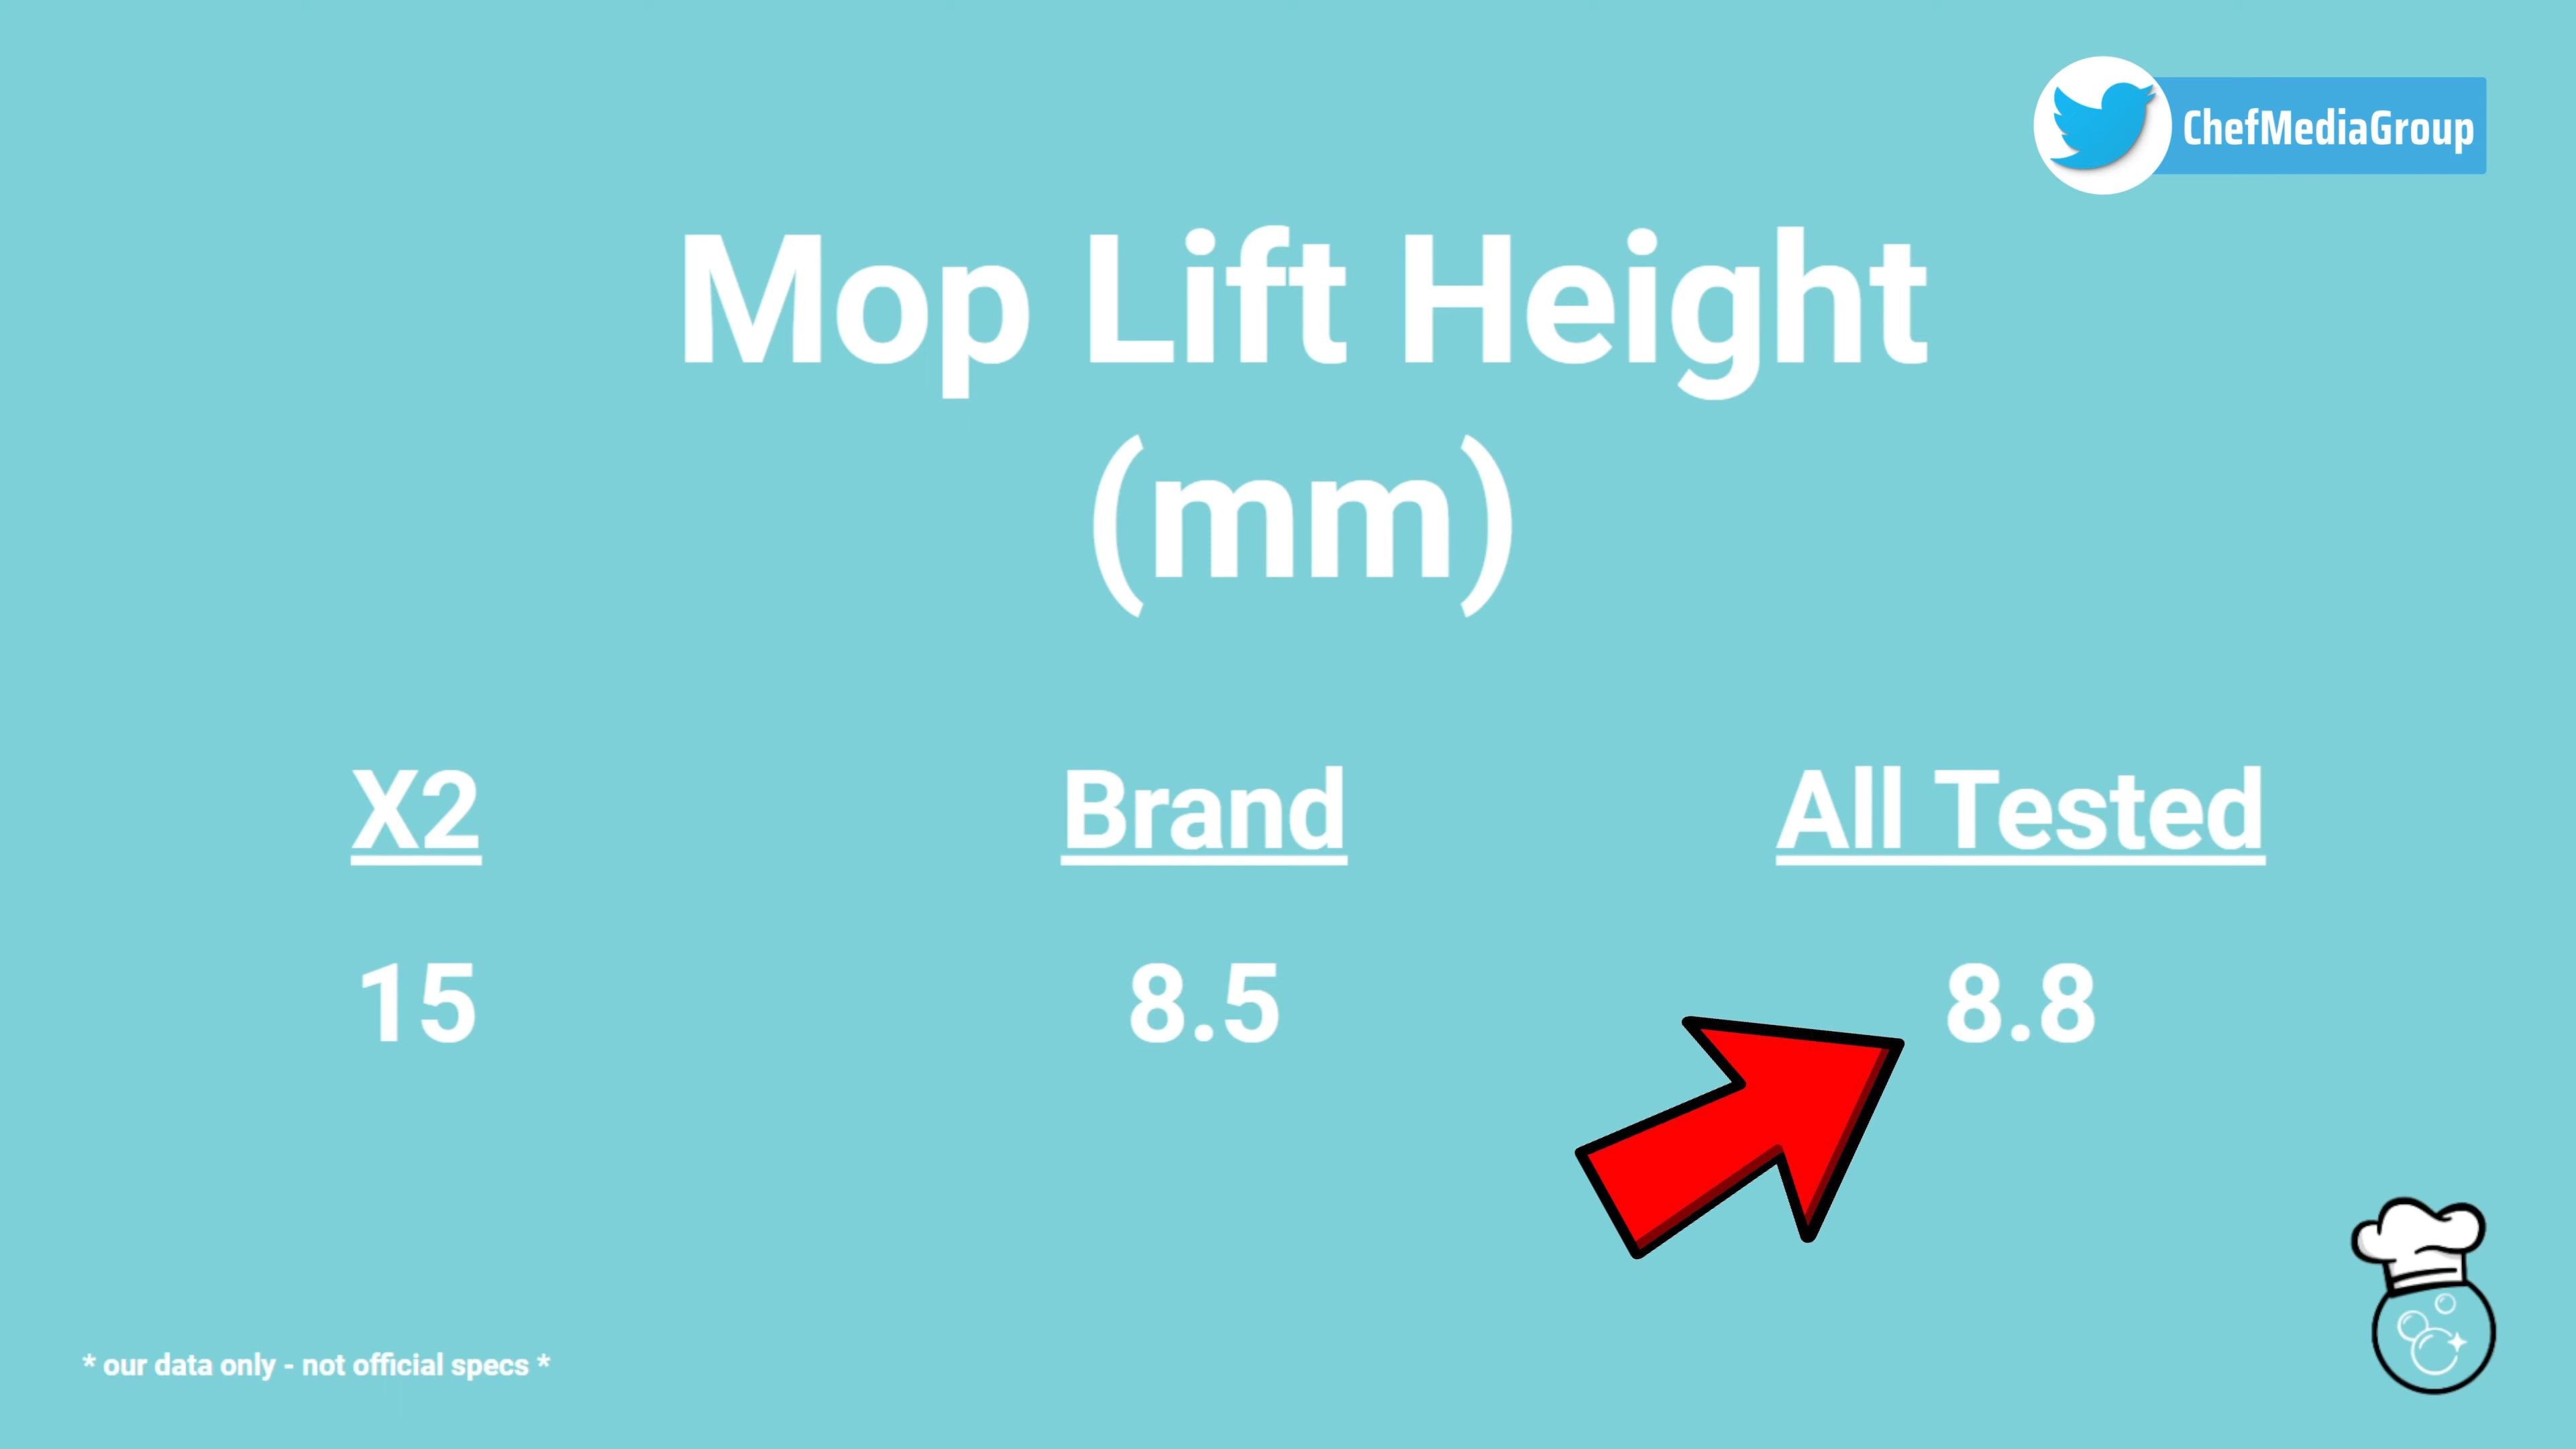 ChefMediaGroup
Mop Lift Height
(mm)
X2 Brand All Tested
15 8.5 8.8
* our data only - not official specs *